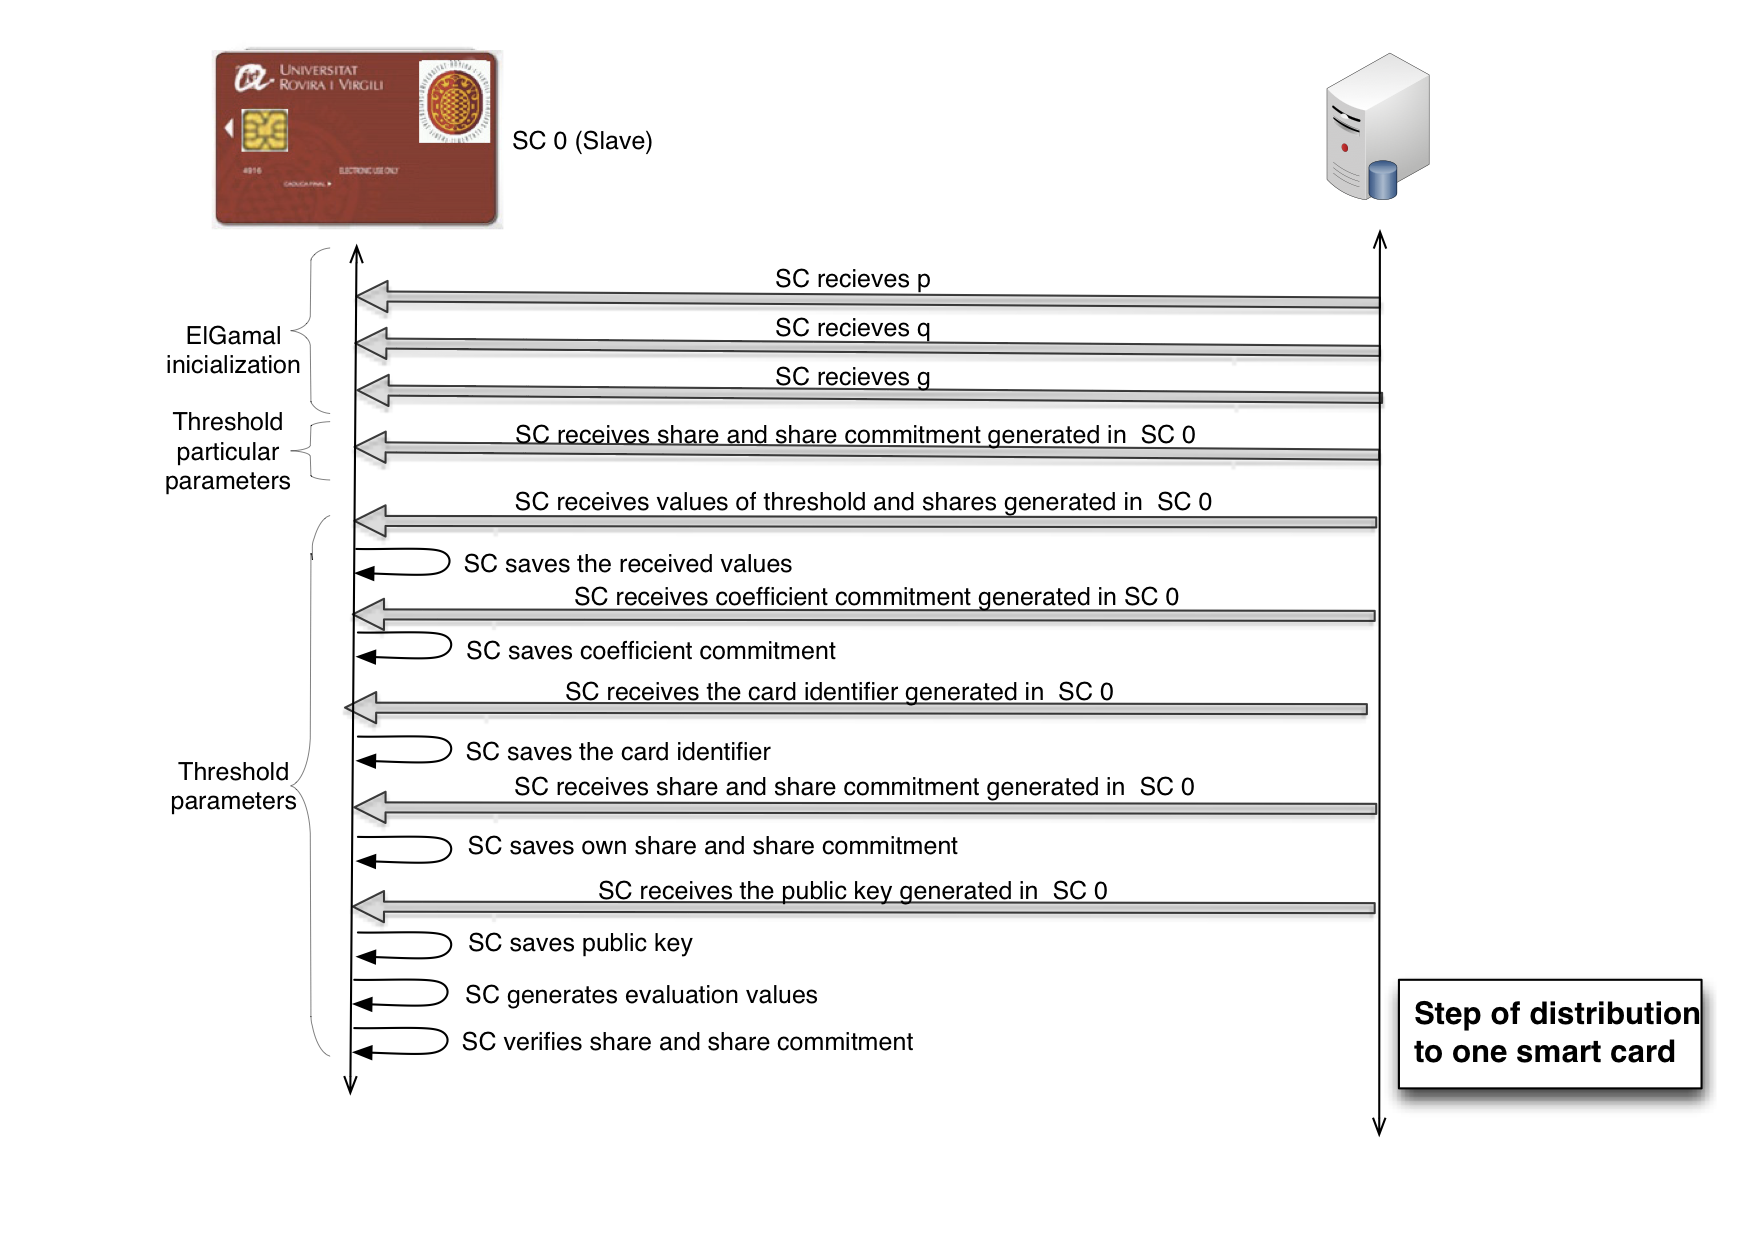 UNIVERSITAT
ROVIRA I VIRGILI
4916
ELECTRONIC USE ONLY
CADUCA FINAL
SC 0 (Slave)
SC recieves p
SC recieves q
ElGamal
inicialization
SC recieves g
Threshold
particular
parameters
SC receives share and share commitment generated in SC 0
SC receives values of threshold and shares generated in SC 0
SC saves the received values
SC receives coefficient commitment generated in SC 0
SC saves coefficient commitment
SC receives the card identifier generated in SC 0
SC saves the card identifier
Threshold
parameters
SC receives share and share commitment generated in SC 0
SC saves own share and share commitment
SC receives the public key generated in SC 0
SC saves public key
SC generates evaluation values
SC verifies share and share commitment
Step of distribution
to one smart card